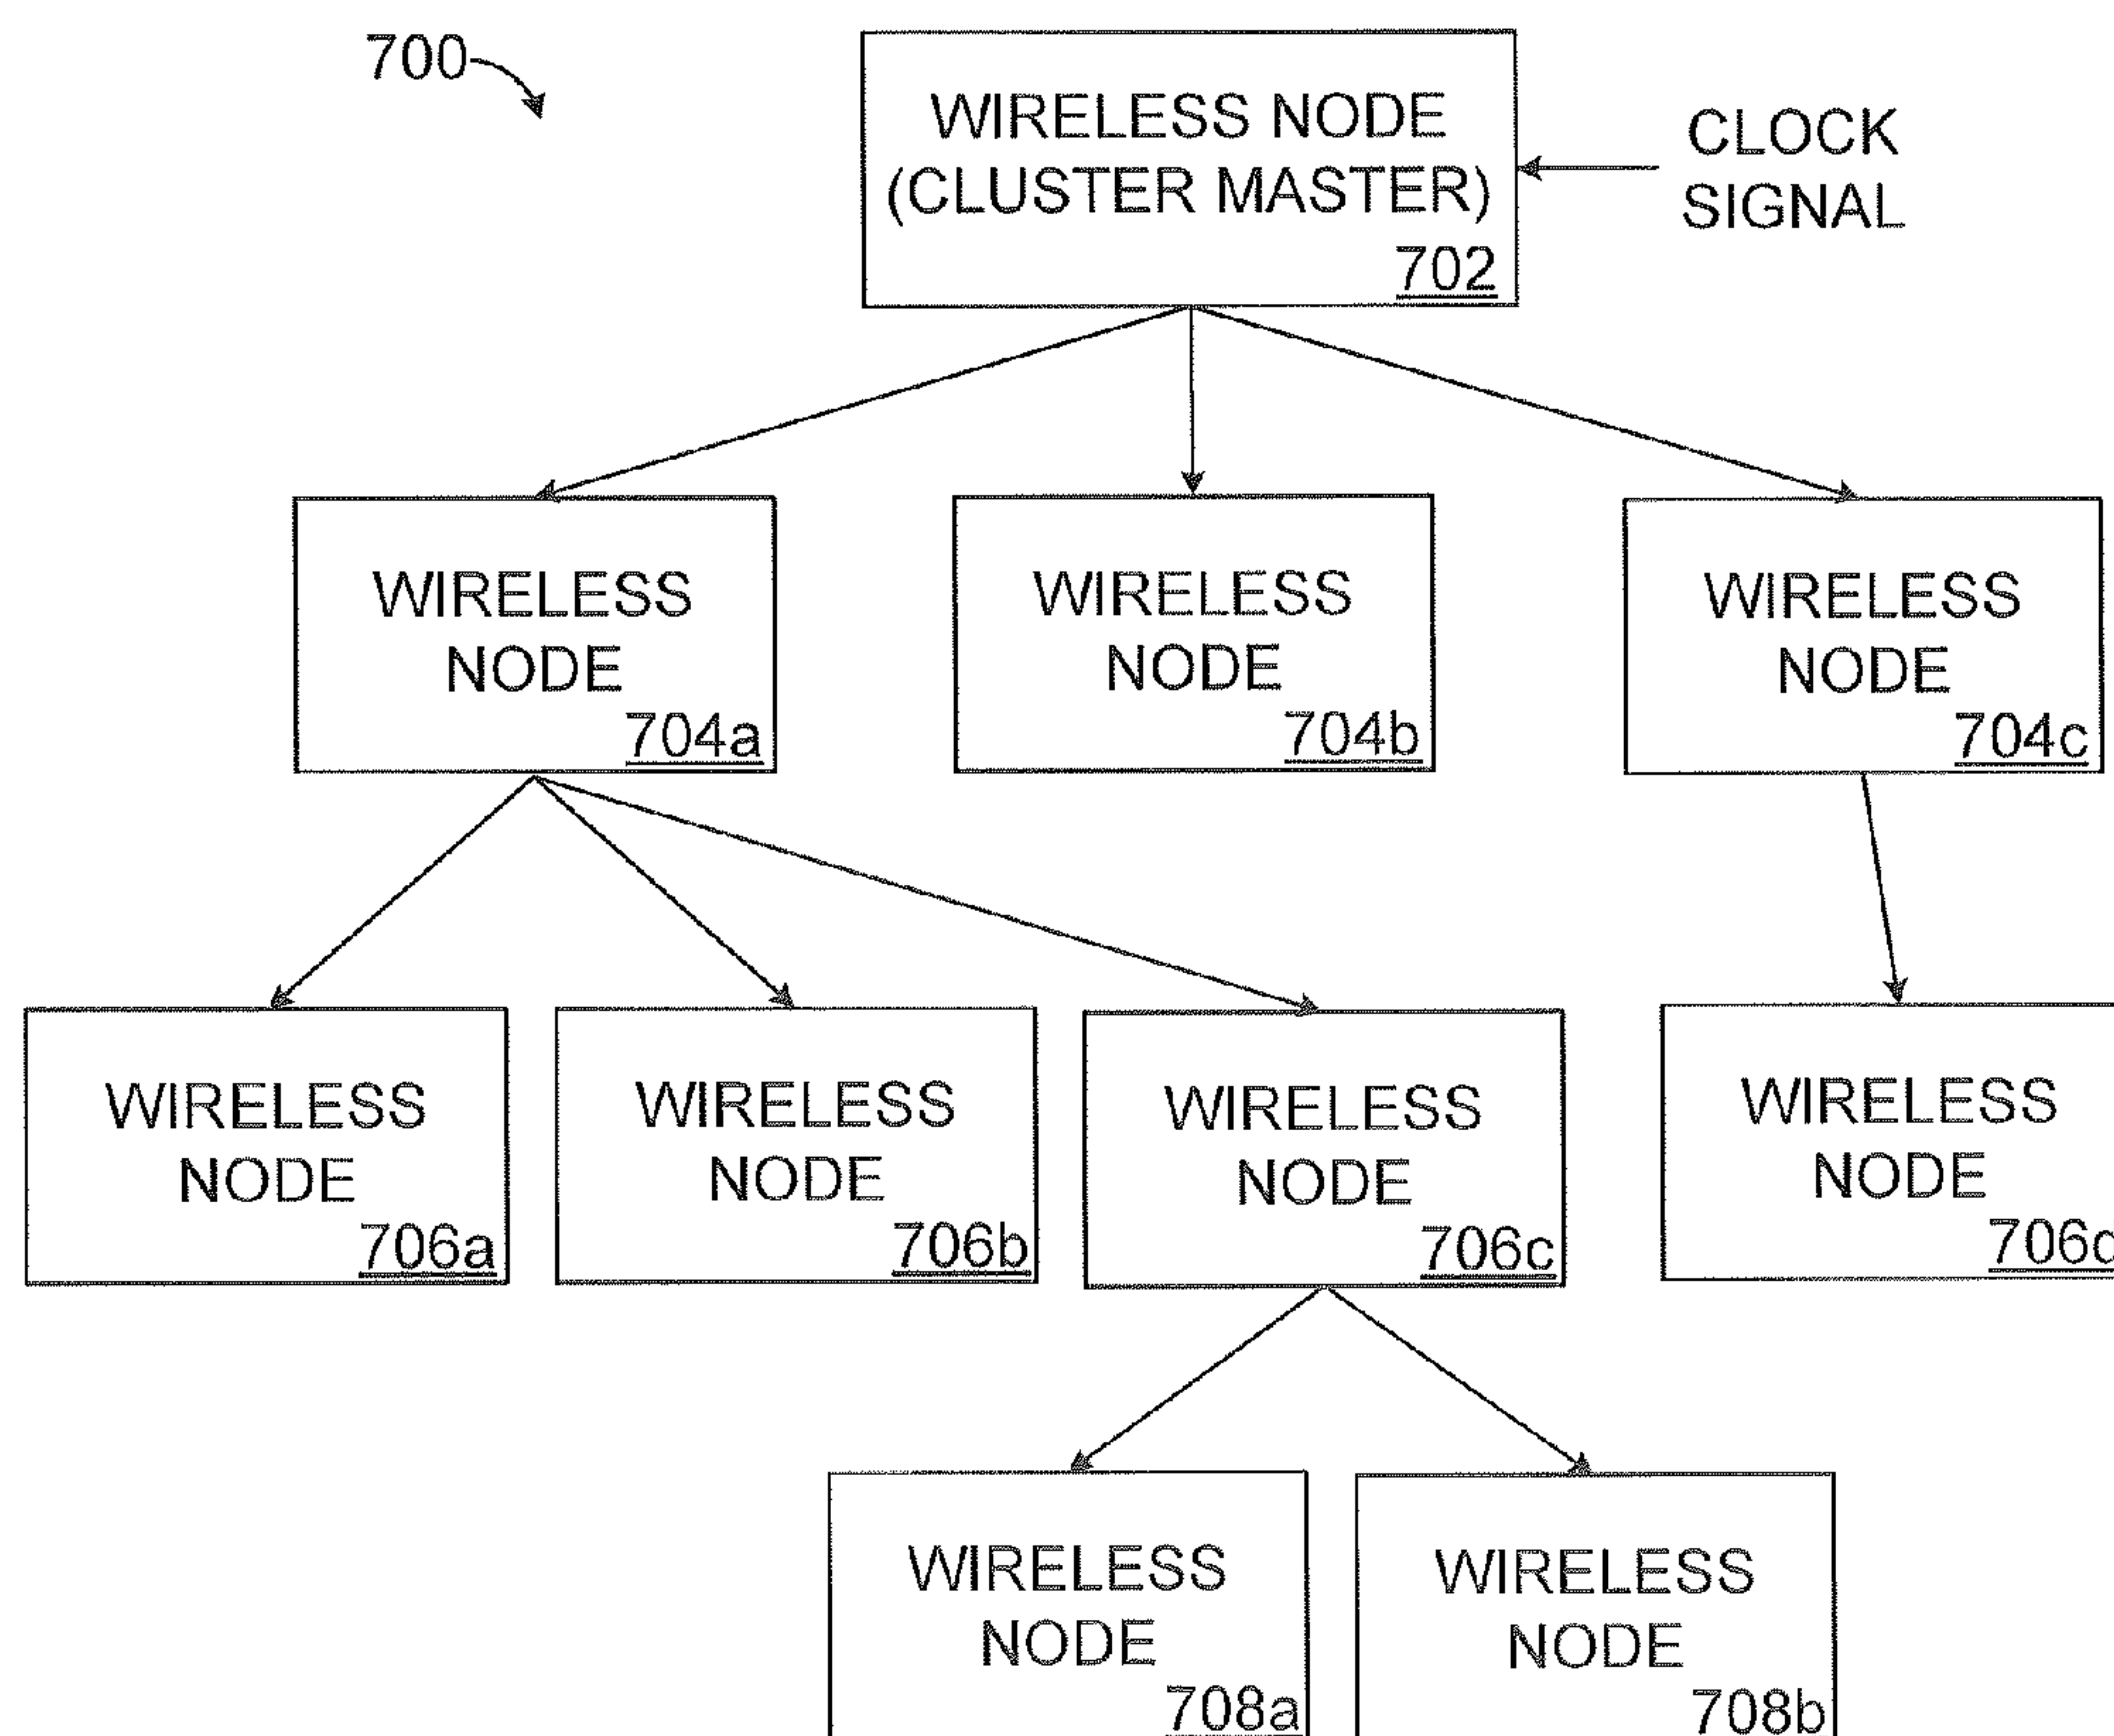 700
WIRELESS NODE
(CLUSTER MASTER)
702
CLOCK
SIGNAL
WIRELESS
NODE
704a
WIRELESS
NODE
704b
WIRELESS
NODE
704c
WIRELESS
NODE
706a
WIRELESS
NODE
706b
WIRELESS
NODE
706c
WIRELESS
NODE
706d
WIRELESS
NODE
708a
WIRELESS
NODE
708b